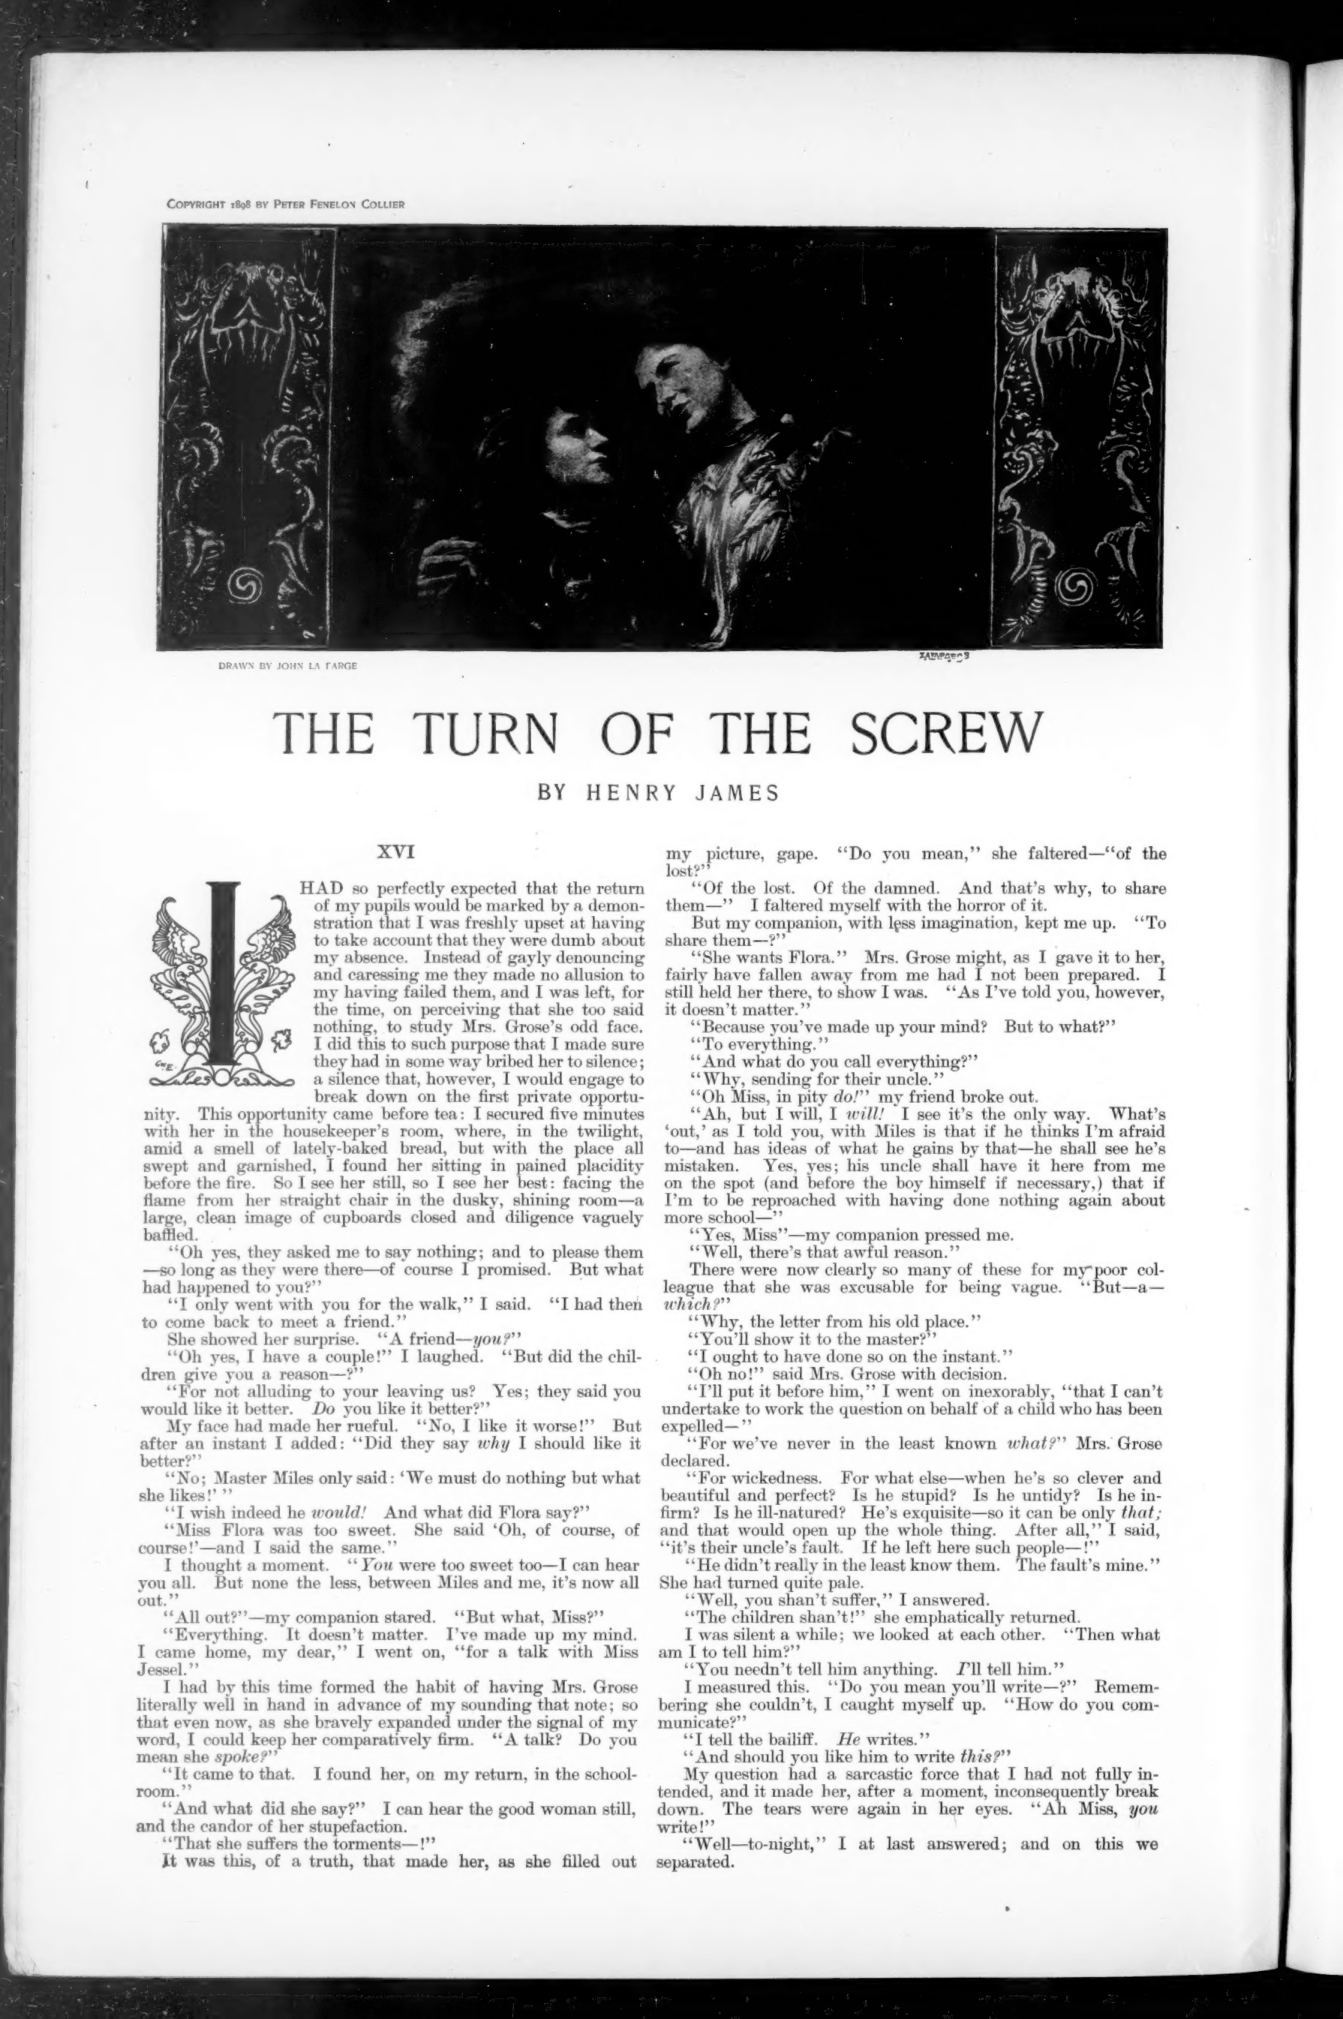 COPYRIGHT 1898 BY PETER FENELON COLLIER
DRAWN BY JOHN LA FARGE
THE TURN OF THE SCREW
BY HENRY JAMES
XVI
I HAD so perfectly expected that the return
of my pupils would be marked by a demon-
stration that I was freshly upset at having
to take account that they were dumb about
my absence. Instead of gayly denouncing
and caressing me they made no allusion to
my having failed them, and I was left, for
the time, on perceiving that she too said
nothing, to study Mrs. Grose's odd face.
I did this to such purpose that I made sure
they had in some way bribed her to silence;
a silence that, however, I would engage to
break down on the first private opportu-
nity. This opportunity came before tea: I secured five minutes
with her in the housekeeper's room, where, in the twilight,
amid a smell of lately-baked bread, but with the place all
swept and garnished, I found her sitting in pained placidity
before the fire. So I see her still, so I see her best: facing the
flame from her straight chair in the dusky, shining room—a
large, clean image of cupboards closed and diligence vaguely
baffled.
"Oh yes, they asked me to say nothing; and to please them
—so long as they were there—of course I promised. But what
had happened to you?"
"I only went with you for the walk," I said. "I had then
to come back to meet a friend."
She showed her surprise. "A friend—you?"
"Oh yes, I have a couple!" I laughed. "But did the chil-
dren give you a reason—?"
"For not alluding to your leaving us? Yes; they said you
would like it better. Do you like it better?"
My face had made her rueful. "No, I like it worse!" But
after an instant I added: "Did they say why I should like it
better?"
"No; Master Miles only said: 'We must do nothing but what
she likes!' "
"I wish indeed he would! And what did Flora say?"
"Miss Flora was too sweet. She said 'Oh, of course, of
course!'—and I said the same."
I thought a moment. "You were too sweet too—I can hear
you all. But none the less, between Miles and me, it's now all
out."
"All out?"—my companion stared. "But what, Miss?"
"Everything. It doesn't matter. I've made up my mind.
I came home, my dear," I went on, "for a talk with Miss
Jessel."
I had by this time formed the habit of having Mrs. Grose
literally well in hand in advance of my sounding that note; so
that even now, as she bravely expanded under the signal of my
word, I could keep her comparatively firm. "A talk? Do you
mean she spoke?"
"It came to that. I found her, on my return, in the school-
room."
"And what did she say?" I can hear the good woman still,
and the candor of her stupefaction.
"That she suffers the torments—!"
It was this, of a truth, that made her, as she filled out
my picture, gape. "Do you mean," she faltered—"of the
lost?"
"Of the lost. Of the damned. And that's why, to share
them—" I faltered myself with the horror of it.
But my companion, with less imagination, kept me up. "To
share them—?"
"She wants Flora." Mrs. Grose might, as I gave it to her,
fairly have fallen away from me had I not been prepared. I
still held her there, to show I was. "As I've told you, however,
it doesn't matter."
"Because you've made up your mind? But to what?"
"To everything."
"And what do you call everything?"
"Why, sending for their uncle."
"Oh Miss, in pity do!" my friend broke out.
"Ah, but I will, I will! I see it's the only way. What's
'out,' as I told you, with Miles is that if he thinks I'm afraid
to—and has ideas of what he gains by that—he shall see he's
mistaken. Yes, yes; his uncle shall have it here from me
on the spot (and before the boy himself if necessary,) that if
I'm to be reproached with having done nothing again about
more school—"
"Yes, Miss"—my companion pressed me.
"Well, there's that awful reason."
There were now clearly so many of these for my poor col-
league that she was excusable for being vague. "But—a—
which?"
"Why, the letter from his old place."
"You'll show it to the master?"
"I ought to have done so on the instant."
"Oh no!" said Mrs. Grose with decision.
"I'll put it before him," I went on inexorably, "that I can't
undertake to work the question on behalf of a child who has been
expelled—"
"For we've never in the least known what?" Mrs. Grose
declared.
"For wickedness. For what else—when he's so clever and
beautiful and perfect? Is he stupid? Is he untidy? Is he in-
firm? Is he ill-natured? He's exquisite—so it can be only that;
and that would open up the whole thing. After all," I said,
"it's their uncle's fault. If he left here such people—!"
"He didn't really in the least know them. The fault's mine."
She had turned quite pale.
"Well, you shan't suffer," I answered.
"The children shan't!" she emphatically returned.
I was silent a while; we looked at each other. "Then what
am I to tell him?"
"You needn't tell him anything. I'll tell him."
I measured this. "Do you mean you'll write—?" Remem-
bering she couldn't, I caught myself up. "How do you com-
municate?"
"I tell the bailiff. He writes."
"And should you like him to write this?"
My question had a sarcastic force that I had not fully in-
tended, and it made her, after a moment, inconsequently break
down. The tears were again in her eyes. "Ah Miss, you
write!"
"Well—to-night," I at last answered; and on this we
separated.